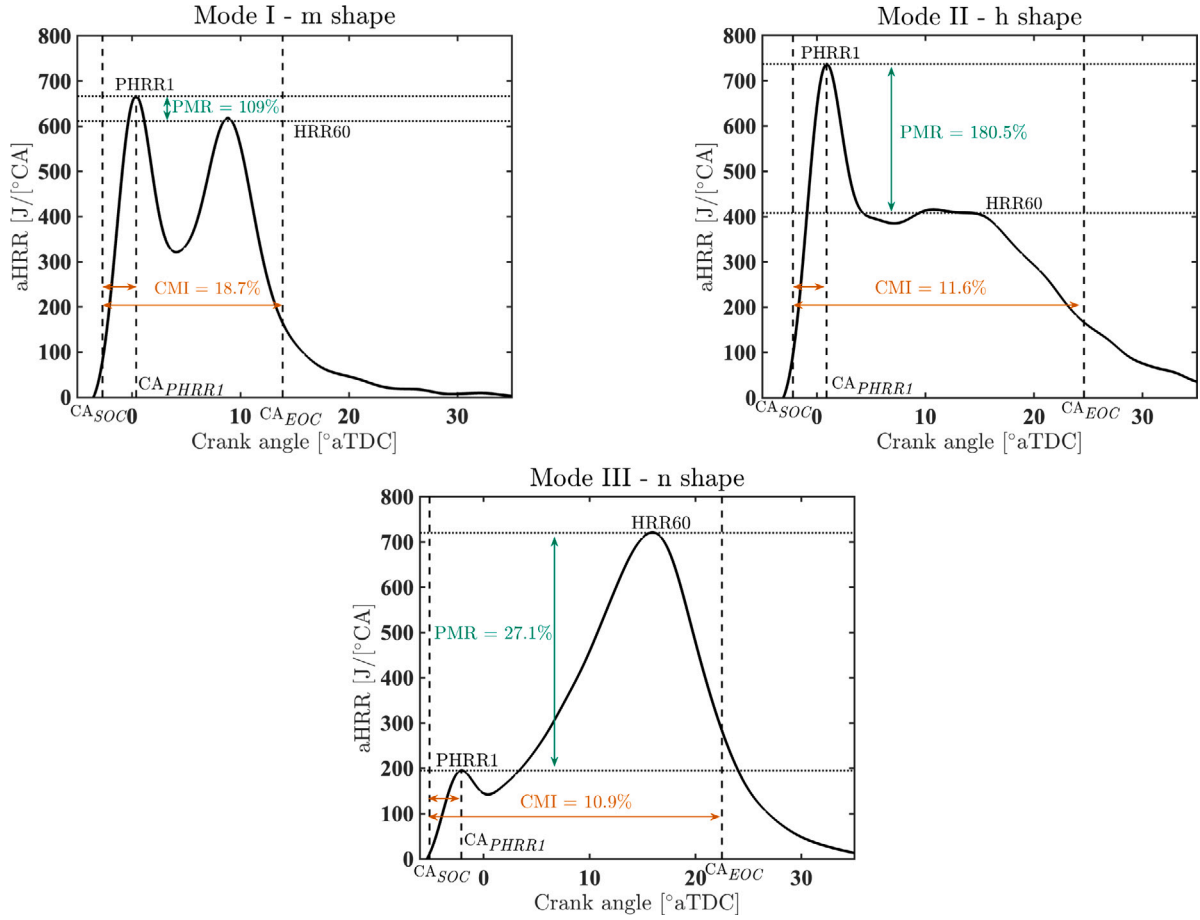 Mode I - m shape
800
700
600
500
400
300
200
100
0
aHRR [J/[°CA]
PHRR1
PMR = 109%
HRR60
CMI = 18.7%
CA_PHRR1
CA_SOC
0
10
CA_EOC
20
30
Crank angle [°aTDC]
Mode II - h shape
800
700
600
500
400
300
200
100
0
aHRR [J/[°CA]
PHRR1
PMR = 180.5%
HRR60
CMI = 11.6%
CA_PHRR1
CA_SOC
0
10
20
CA_EOC
30
Crank angle [°aTDC]
Mode III - n shape
800
700
600
500
400
300
200
100
0
aHRR [J/[°CA]
HRR60
PMR = 27.1%
PHRR1
CMI = 10.9%
CA_PHRR1
CA_SOC
0
10
20
CA_EOC
30
Crank angle [°aTDC]